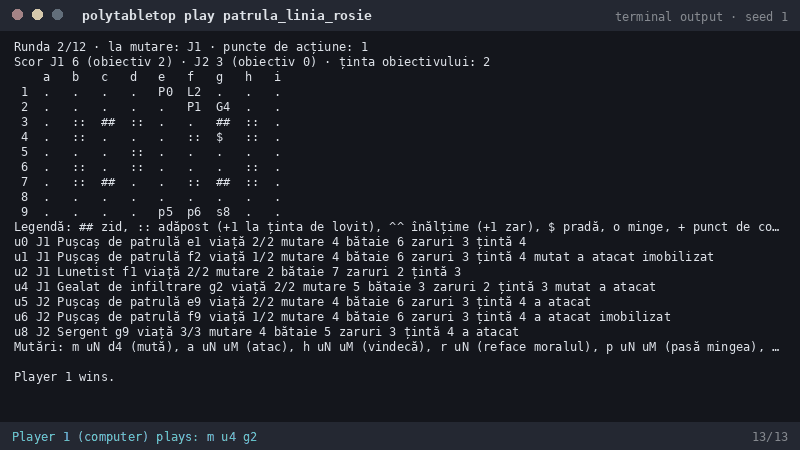 polytabletop play patrula_linia_rosie
terminal output · seed 1
Runda 2/12 · la mutare: J1 · puncte de acțiune: 1
Scor J1 6 (obiectiv 2) · J2 3 (obiectiv 0) · ținta obiectivului: 2
a b c d e f g h i
1 . . . . P0 L2 . . .
2 . . . . . P1 G4 . .
3 . :: ## :: . . ## :: .
4 . :: . . . :: $ :: .
5 . . . :: . . . . .
6 . :: . :: . . . :: .
7 . :: ## . . :: ## :: .
8 . . . . . . . . .
9 . . . . p5 p6 s8 . .
Legendă: ## zid, :: adăpost (+1 la ținta de lovit), ^^ înălțime (+1 zar), $ pradă, o minge, + punct de co…
u0 J1 Pușcaș de patrulă e1 viață 2/2 mutare 4 bătaie 6 zaruri 3 țintă 4
u1 J1 Pușcaș de patrulă f2 viață 1/2 mutare 4 bătaie 6 zaruri 3 țintă 4 mutat a atacat imobilizat
u2 J1 Lunetist f1 viață 2/2 mutare 2 bătaie 7 zaruri 2 țintă 3
u4 J1 Gealat de infiltrare g2 viață 2/2 mutare 5 bătaie 3 zaruri 2 țintă 3 mutat a atacat
u5 J2 Pușcaș de patrulă e9 viață 2/2 mutare 4 bătaie 6 zaruri 3 țintă 4 a atacat
u6 J2 Pușcaș de patrulă f9 viață 1/2 mutare 4 bătaie 6 zaruri 3 țintă 4 a atacat imobilizat
u8 J2 Sergent g9 viață 3/3 mutare 4 bătaie 5 zaruri 3 țintă 4 a atacat
Mutări: m uN d4 (mută), a uN uM (atac), h uN uM (vindecă), r uN (reface moralul), p uN uM (pasă mingea), …
Player 1 wins.
Player 1 (computer) plays: m u4 g2
13/13